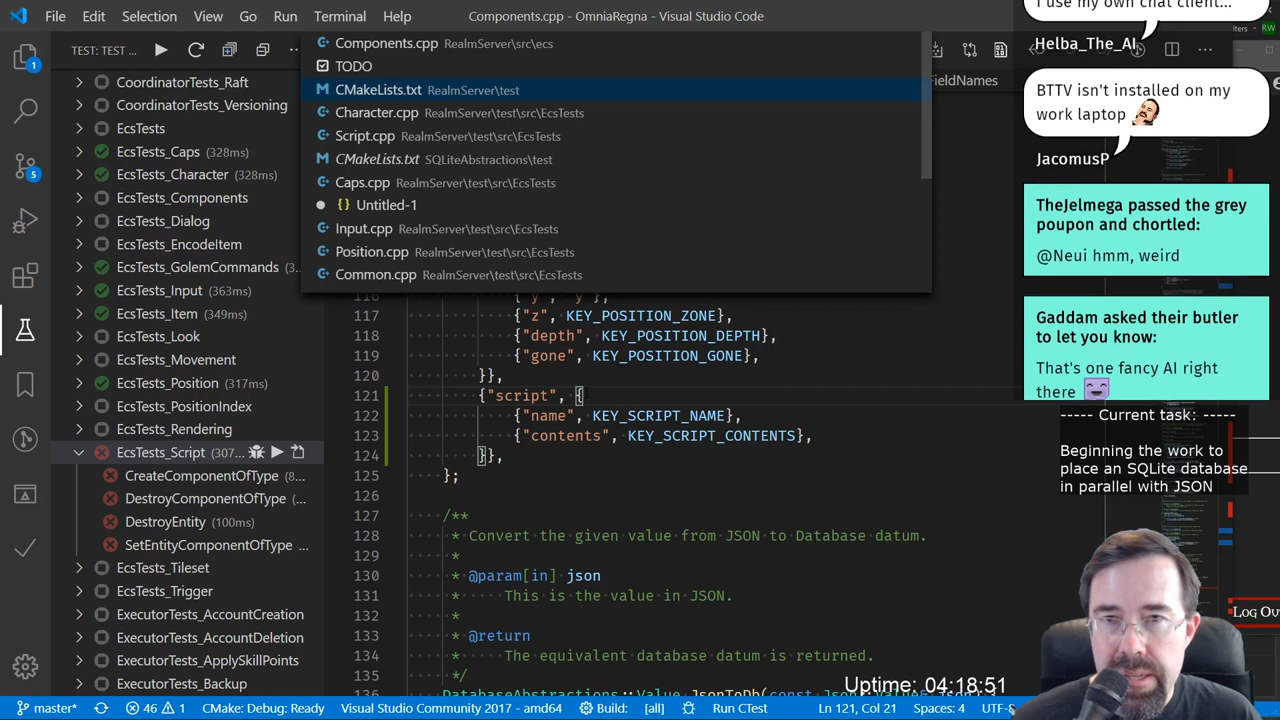 File Edit Selection View Go Run Terminal Help
Components.cpp - OmniaRegna - Visual Studio Code
TEST: TEST ...
CoordinatorTests_Raft
CoordinatorTests_Versioning
EcsTests
EcsTests_Caps (328ms)
EcsTests_Character (328ms)
EcsTests_Components
EcsTests_Dialog
EcsTests_EncodeItem
EcsTests_GolemCommands (3...
EcsTests_Input (363ms)
EcsTests_Item (349ms)
EcsTests_Look
EcsTests_Movement
EcsTests_Position (317ms)
EcsTests_PositionIndex
EcsTests_Rendering
EcsTests_Script (307...
CreateComponentOfType (8...
DestroyComponentOfType (...
DestroyEntity (100ms)
SetEntityComponentOfType ...
EcsTests_Tileset
EcsTests_Trigger
ExecutorTests_AccountCreation
ExecutorTests_AccountDeletion
ExecutorTests_ApplySkillPoints
ExecutorTests_Backup
Components.cpp RealmServer\src\ecs
TODO
CMakeLists.txt RealmServer\test
Character.cpp RealmServer\test\src\EcsTests
Script.cpp RealmServer\test\src\EcsTests
CMakeLists.txt SQLiteAbstractions\test
Caps.cpp RealmServer\test\src\EcsTests
{} Untitled-1
Input.cpp RealmServer\test\src\EcsTests
Position.cpp RealmServer\test\src\EcsTests
Common.cpp RealmServer\test\src\EcsTests
FieldNames
116 {"y", "y"},
117 {"z", KEY_POSITION_ZONE},
118 {"depth", KEY_POSITION_DEPTH},
119 {"gone", KEY_POSITION_GONE},
120 }},
121 {"script", {
122 {"name", KEY_SCRIPT_NAME},
123 {"contents", KEY_SCRIPT_CONTENTS},
124 }},
125 };
126
127 /**
128 * Convert the given value from JSON to Database datum.
129 *
130 * @param[in] json
131 * This is the value in JSON.
132 *
133 * @return
134 * The equivalent database datum is returned.
135 */
136 DatabaseAbstractions::Value JsonToDb(const Json::Value& json) {
I use my own chat client...
Helba_The_AI
BTTV isn't installed on my
work laptop
JacomusP
TheJelmega passed the grey
poupon and chortled:
@Neui hmm, weird
Gaddam asked their butler
to let you know:
That's one fancy AI right
there
----- Current task: -----
Beginning the work to
place an SQLite database
in parallel with JSON
Log Ou
Uptime: 04:18:51
master* 46 1 CMake: Debug: Ready Visual Studio Community 2017 - amd64 Build: [all] Run CTest Ln 121, Col 21 Spaces: 4 UTF-8
1
5